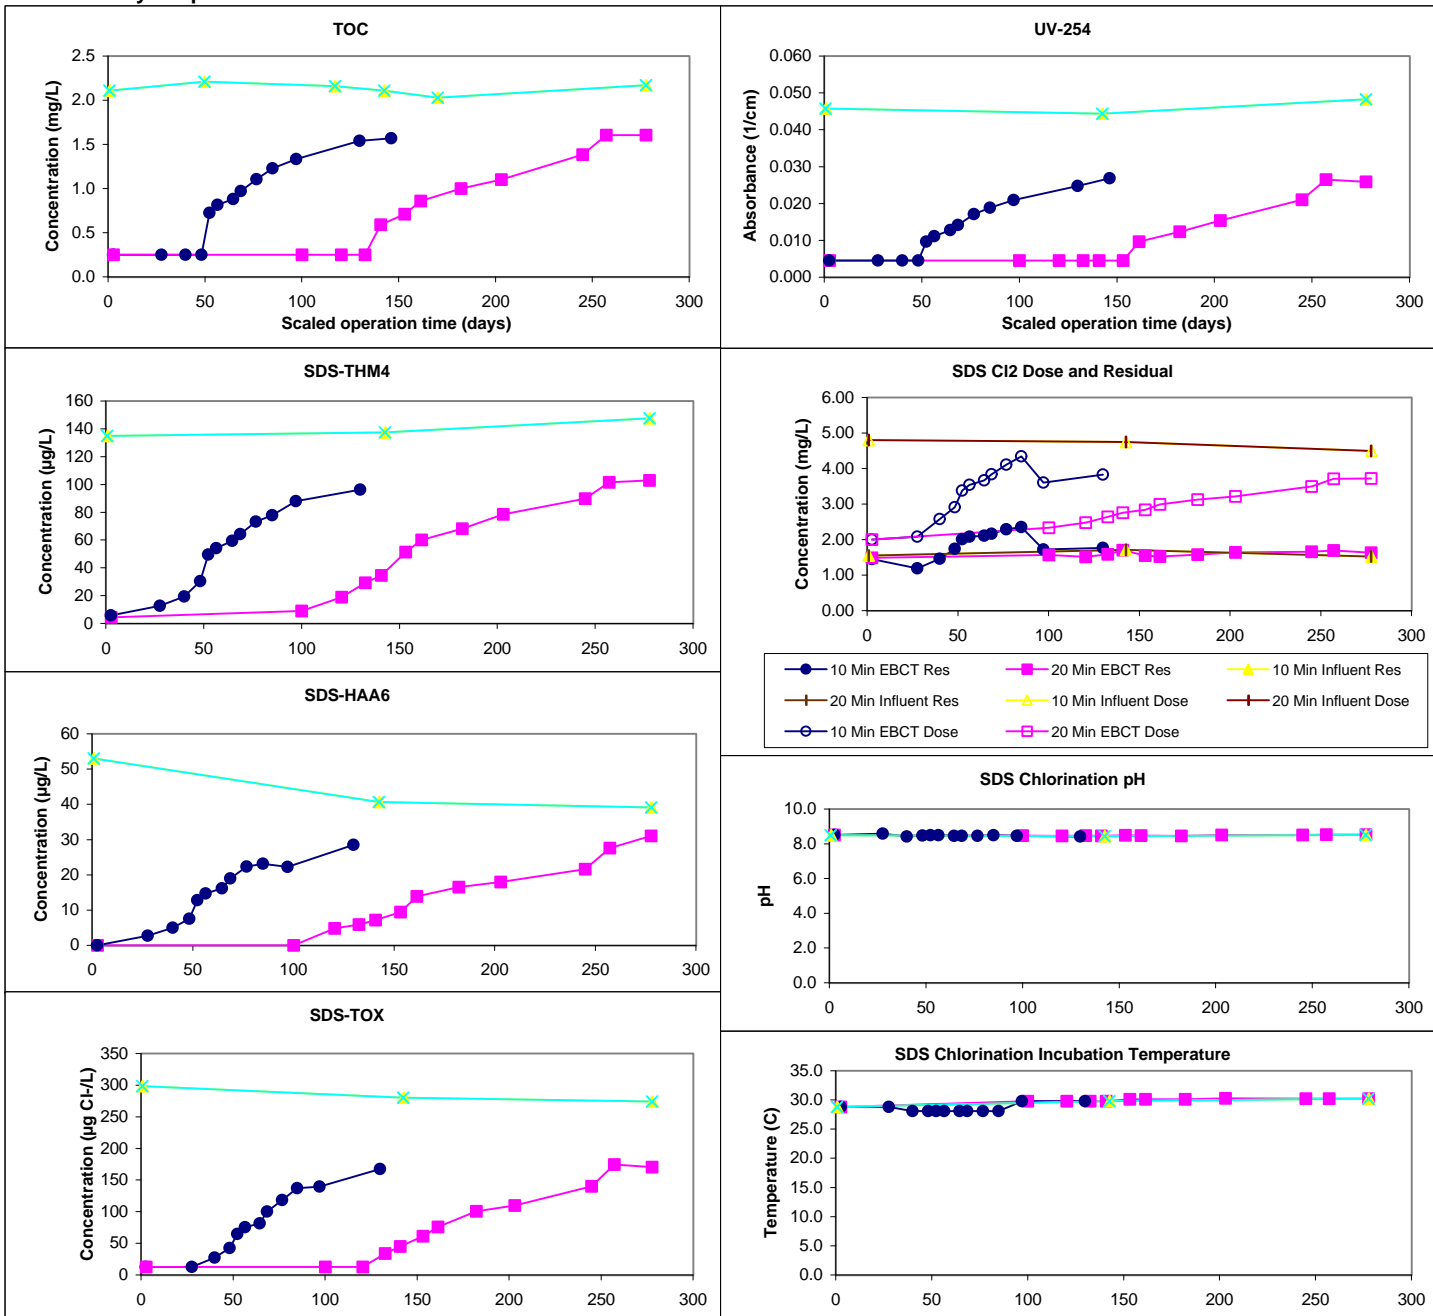 TOC
Concentration (mg/L)
2.5
2.0
1.5
1.0
0.5
0.0
0 50 100 150 200 250 300
Scaled operation time (days)
UV-254
Absorbance (1/cm)
0.060
0.050
0.040
0.030
0.020
0.010
0.000
0 50 100 150 200 250 300
Scaled operation time (days)
SDS-THM4
Concentration (µg/L)
160
140
120
100
80
60
40
20
0
0 50 100 150 200 250 300
SDS Cl2 Dose and Residual
Concentration (mg/L)
6.00
5.00
4.00
3.00
2.00
1.00
0.00
0 50 100 150 200 250 300
10 Min EBCT Res 20 Min EBCT Res 10 Min Influent Res
20 Min Influent Res 10 Min Influent Dose 20 Min Influent Dose
10 Min EBCT Dose 20 Min EBCT Dose
SDS-HAA6
Concentration (µg/L)
60
50
40
30
20
10
0
0 50 100 150 200 250 300
SDS Chlorination pH
pH
10.0
8.0
6.0
4.0
2.0
0.0
0 50 100 150 200 250 300
SDS-TOX
Concentration (µg Cl-/L)
350
300
250
200
150
100
50
0
0 50 100 150 200 250 300
SDS Chlorination Incubation Temperature
Temperature (C)
35.0
30.0
25.0
20.0
15.0
10.0
5.0
0.0
0 50 100 150 200 250 300